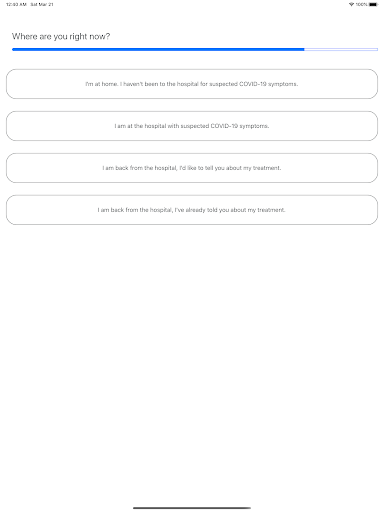 12:40 AM Sat Mar 21
100%
Where are you right now?
I'm at home. I haven't been to the hospital for suspected COVID-19 symptoms.
I am at the hospital with suspected COVID-19 symptoms.
I am back from the hospital, I'd like to tell you about my treatment.
I am back from the hospital, I've already told you about my treatment.